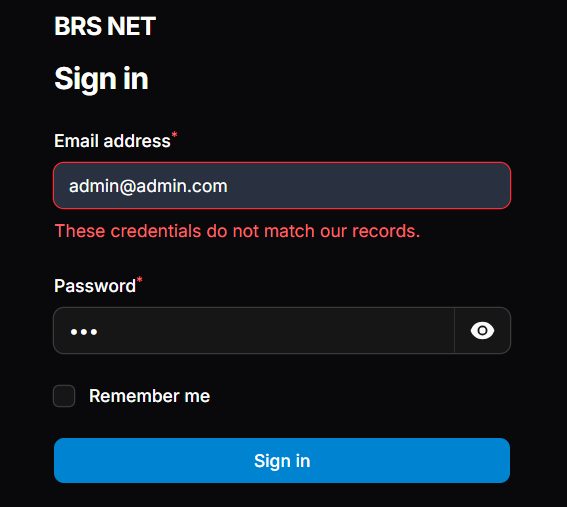 BRS NET
Sign in
Email address*
admin@admin.com
These credentials do not match our records.
Password*
•••
Remember me
Sign in